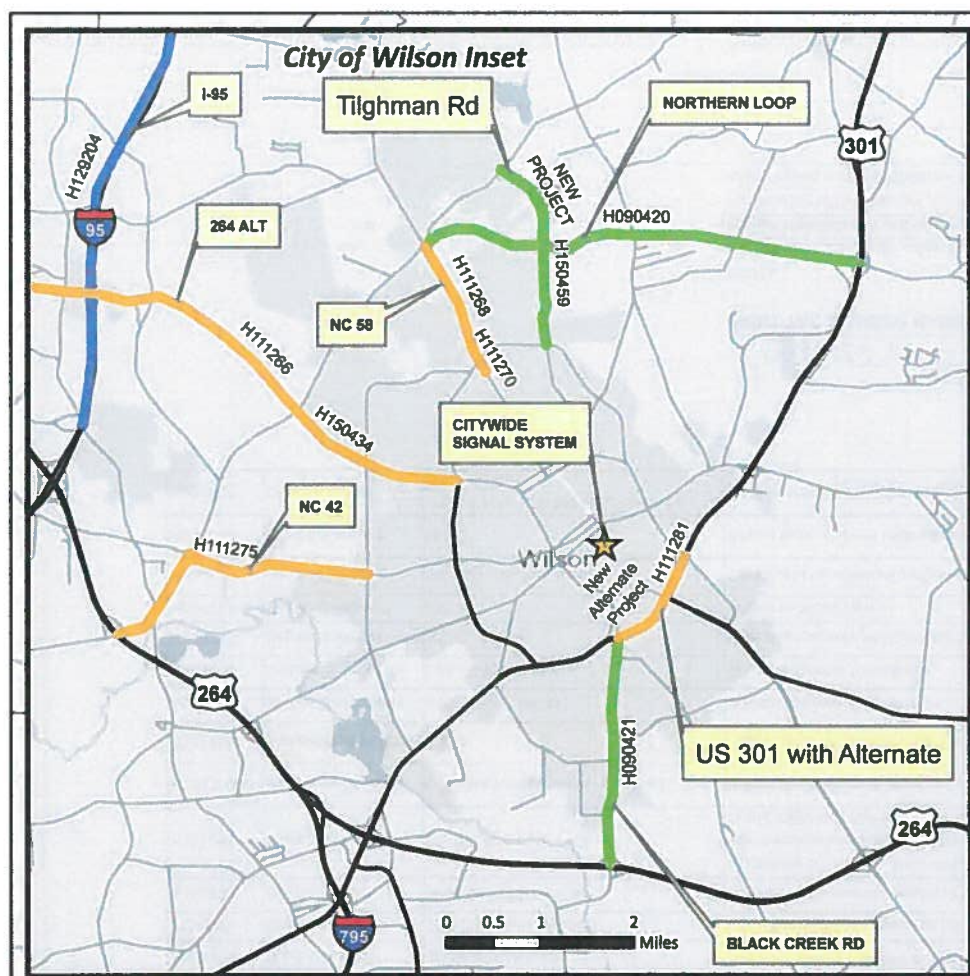 City of Wilson Inset
I-95
Tilghman Rd
NORTHERN LOOP
301
H129204
NEW
PROJECT
H090420
95
264 ALT
H150459
H111268
NC 58
H111270
H111266
H150434
CITYWIDE
SIGNAL SYSTEM
NC 42
H111275
Wilson
New
Alternate
Project
H111281
264
H090421
US 301 with Alternate
264
0 0.5 1 2
Miles
795
BLACK CREEK RD